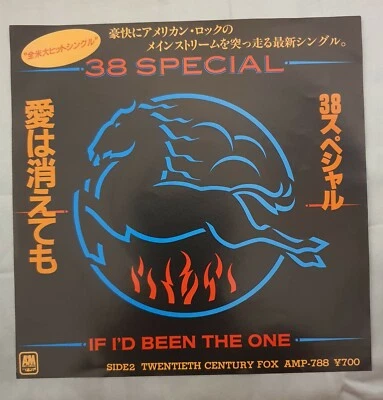 "全米大ヒットシングル"
豪快にアメリカン・ロックの
メインストリームを突っ走る最新シングル。
38 SPECIAL
愛は消えても
38スペシャル
IF I'D BEEN THE ONE
A&M
SIDE2 TWENTIETH CENTURY FOX AMP-788 ¥700